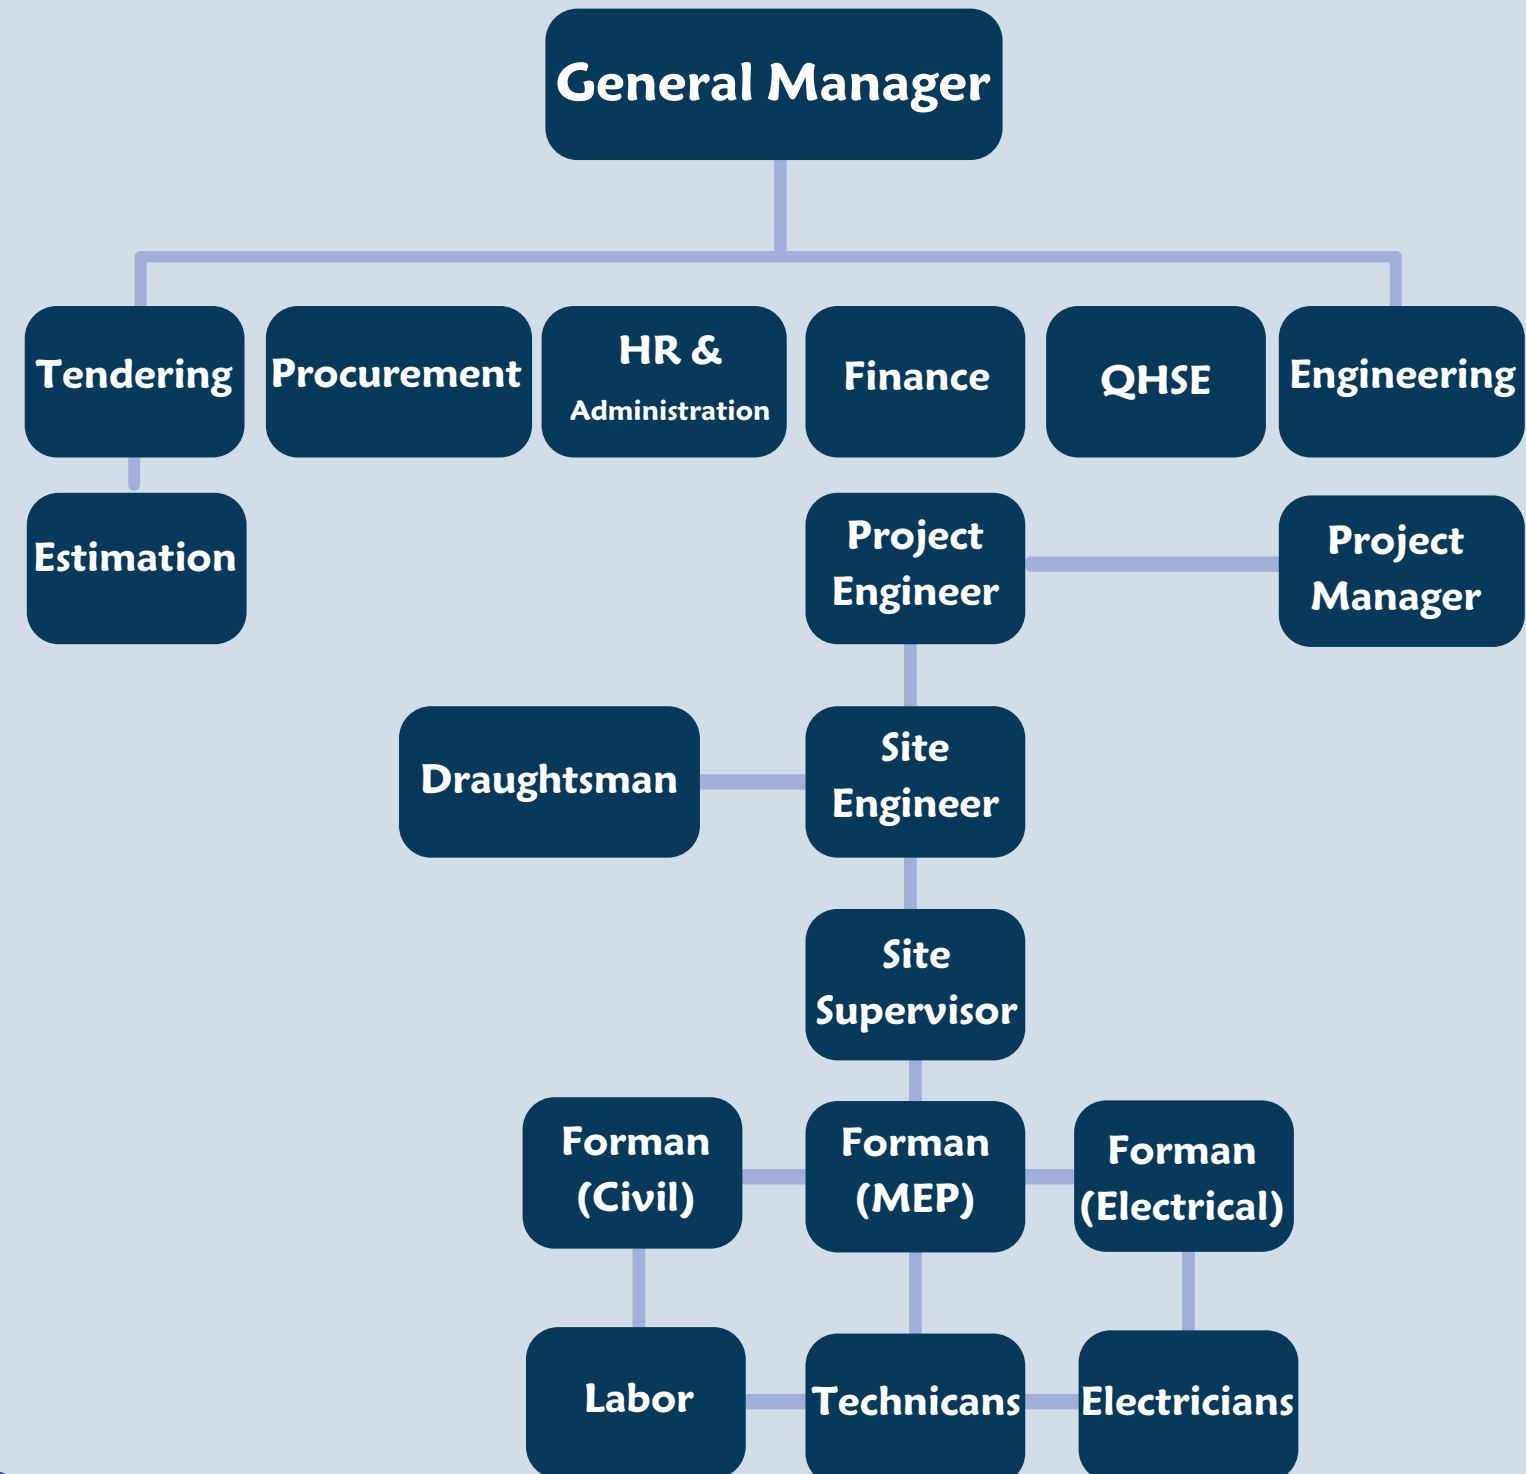 General Manager
Tendering
Procurement
HR &
Administration
Finance
QHSE
Engineering
Estimation
Project
Engineer
Project
Manager
Draughtsman
Site
Engineer
Site
Supervisor
Forman
(Civil)
Forman
(MEP)
Forman
(Electrical)
Labor
Technicans
Electricians